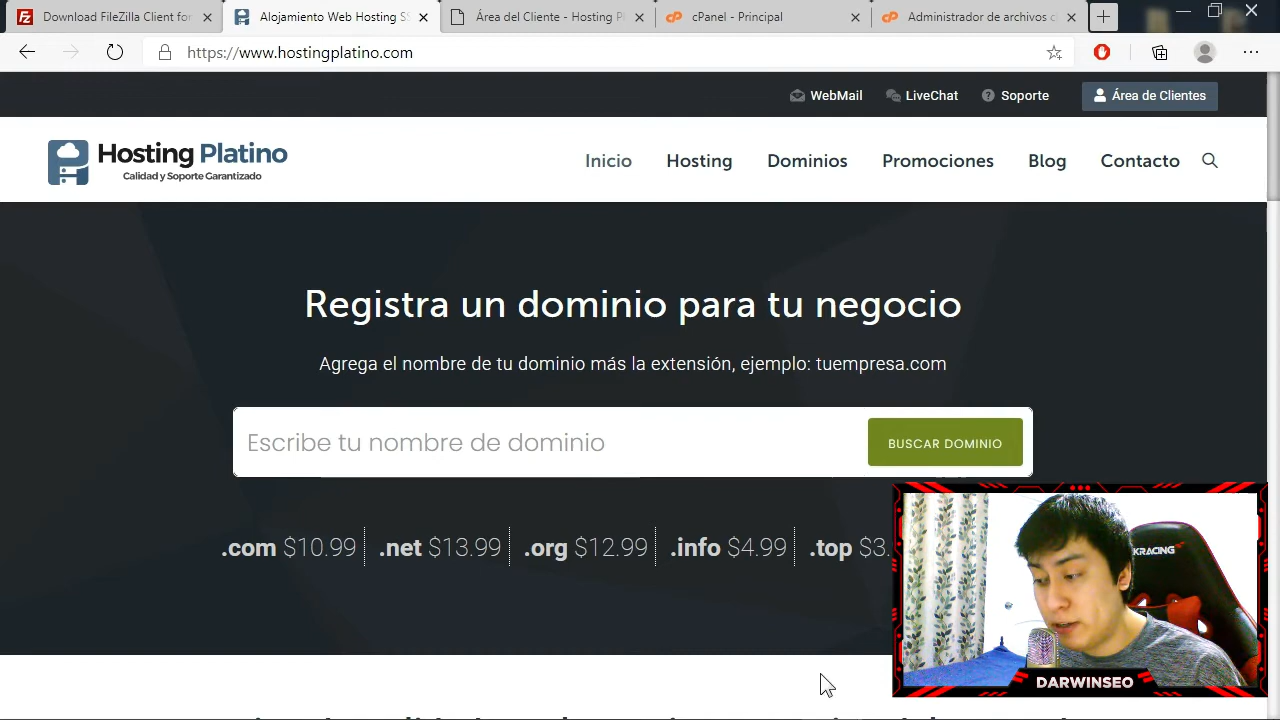 Download FileZilla Client for
Alojamiento Web Hosting SS
Área del Cliente - Hosting Pl
cPanel - Principal
Administrador de archivos c
https://www.hostingplatino.com
WebMail
LiveChat
Soporte
Área de Clientes
Hosting Platino
Calidad y Soporte Garantizado
Inicio
Hosting
Dominios
Promociones
Blog
Contacto
Registra un dominio para tu negocio
Agrega el nombre de tu dominio más la extensión, ejemplo: tuempresa.com
Escribe tu nombre de dominio
BUSCAR DOMINIO
.com $10.99
.net $13.99
.org $12.99
.info $4.99
.top $3.
KRACING
DARWINSEO